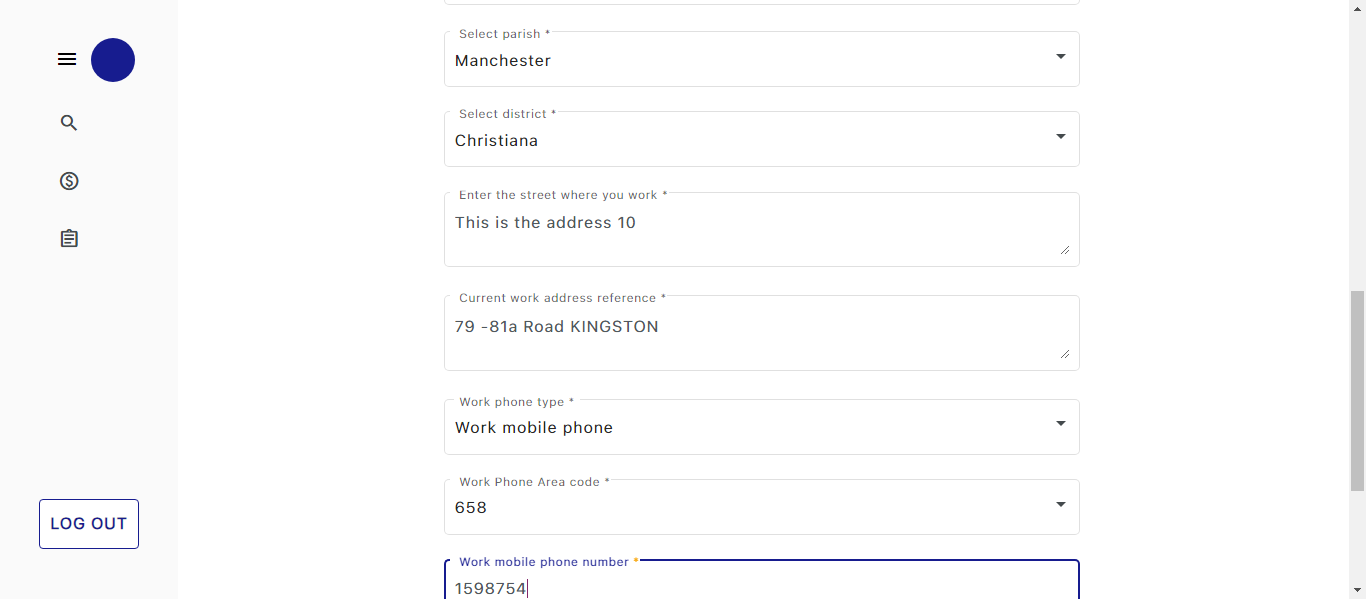 Select parish *
Manchester
Select district *
Christiana
Enter the street where you work *
This is the address 10
Current work address reference *
79 -81a Road KINGSTON
Work phone type *
Work mobile phone
Work Phone Area code *
658
LOG OUT
Work mobile phone number *
1598754